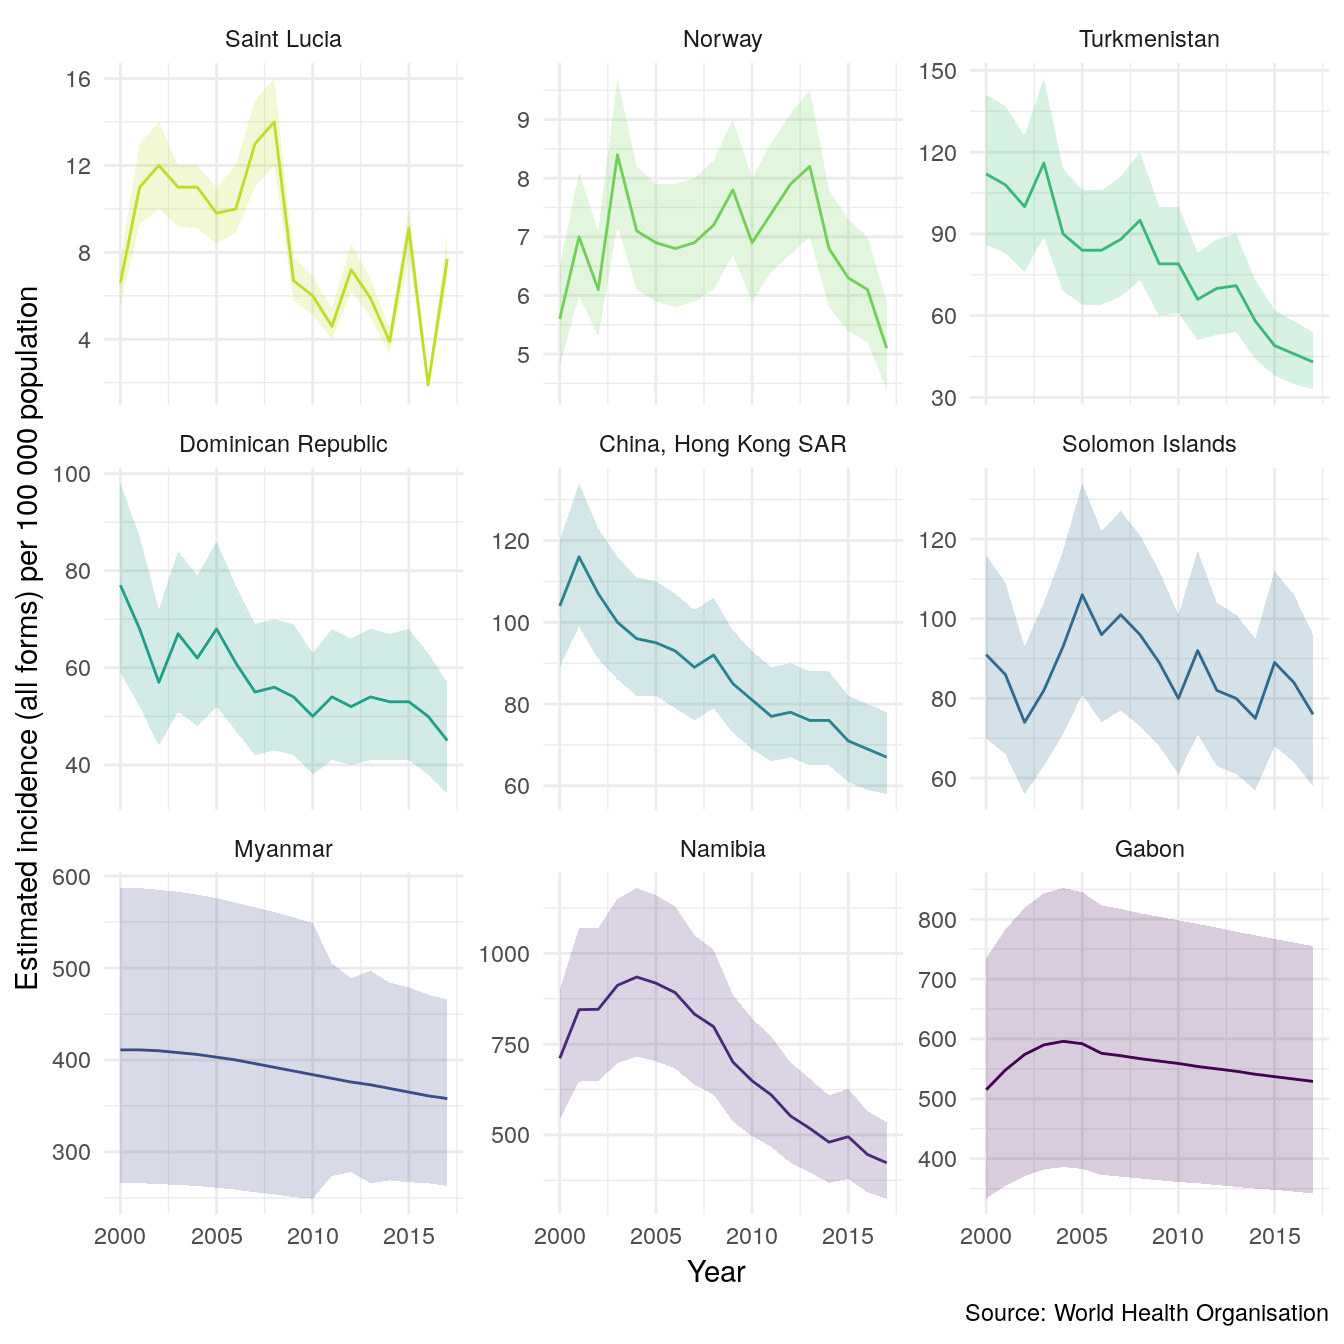 Saint Lucia
Norway
Turkmenistan
16
12
8
4
9
8
7
6
5
150
120
90
60
30
Dominican Republic
China, Hong Kong SAR
Solomon Islands
100
80
60
40
120
100
80
60
120
100
80
60
Myanmar
Namibia
Gabon
600
500
400
300
1000
750
500
800
700
600
500
400
2000 2005 2010 2015
2000 2005 2010 2015
2000 2005 2010 2015
Estimated incidence (all forms) per 100 000 population
Year
Source: World Health Organisation